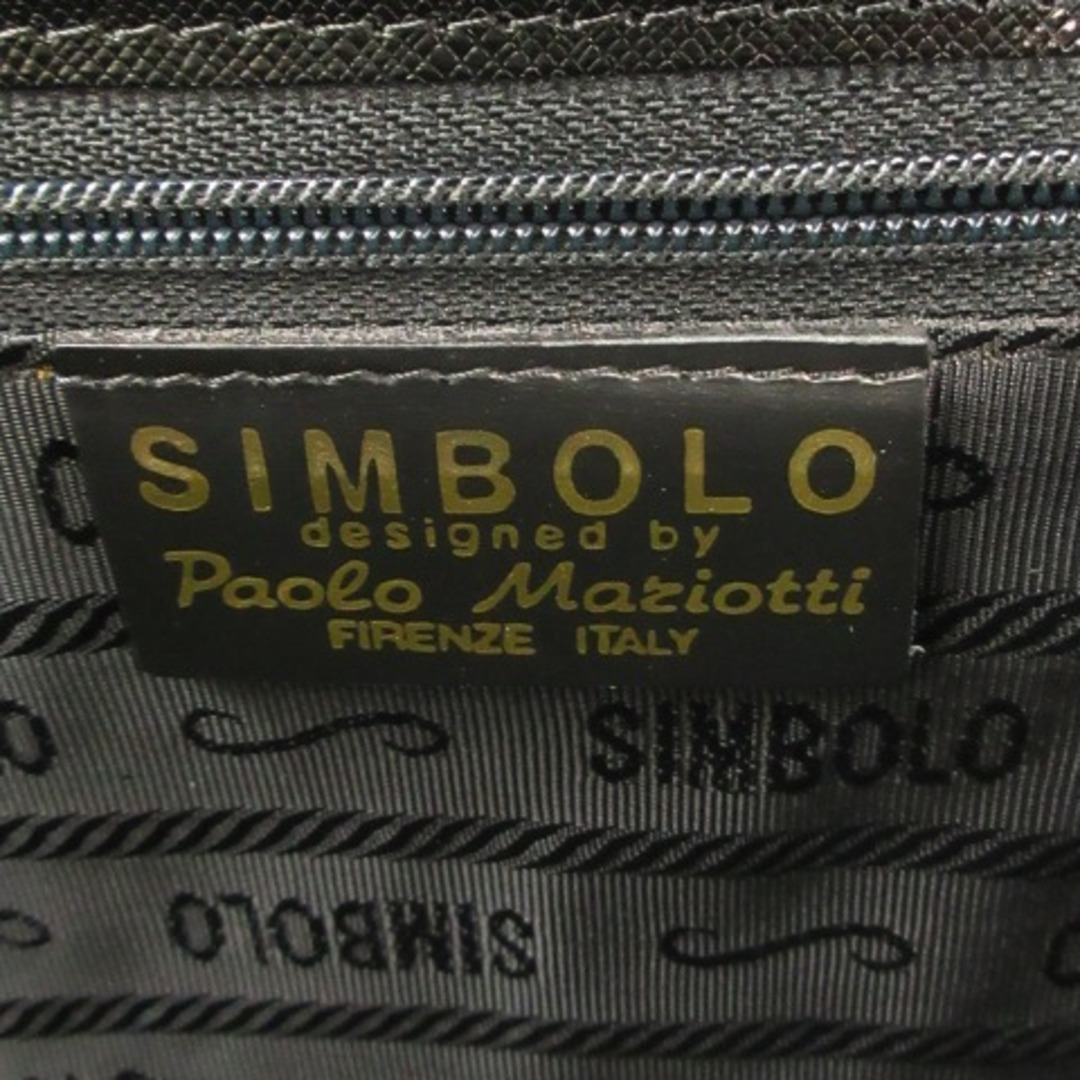 SIMBOLO
designed by
Paolo Mariotti
FIRENZE ITALY
SIMBOLO
SIMBOLO